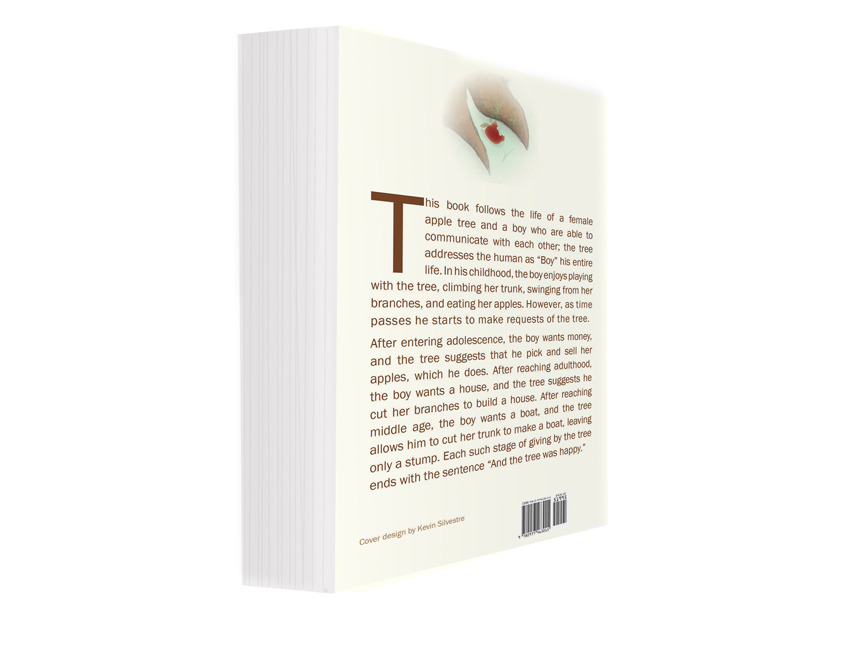 This book follows the life of a female
apple tree and a boy who are able to
communicate with each other; the tree
addresses the human as “Boy” his entire
life. In his childhood, the boy enjoys playing
with the tree, climbing her trunk, swinging from her
branches, and eating her apples. However, as time
passes he starts to make requests of the tree.
After entering adolescence, the boy wants money,
and the tree suggests that he pick and sell her
apples, which he does. After reaching adulthood,
the boy wants a house, and the tree suggests he
cut her branches to build a house. After reaching
middle age, the boy wants a boat, and the tree
allows him to cut her trunk to make a boat, leaving
only a stump. Each such stage of giving by the tree
ends with the sentence “And the tree was happy.”
Cover design by Kevin Silvestre